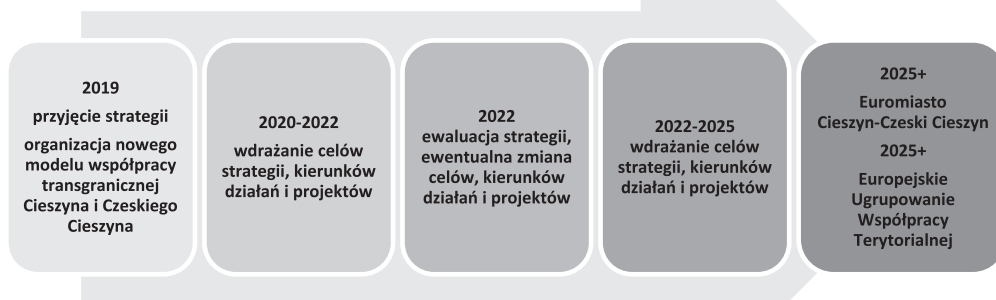 2019
przyjęcie strategii
organizacja nowego
modelu współpracy
transgranicznej
Cieszyna i Czeskiego
Cieszyna
2020-2022
wdrażanie celów
strategii, kierunków
działań i projektów
2022
ewaluacja strategii,
ewentualna zmiana
celów, kierunków
działań i projektów
2022-2025
wdrażanie celów
strategii, kierunków
działań i projektów
2025+
Euromiasto
Cieszyn-Czeski Cieszyn
2025+
Europejskie
Ugrupowanie
Współpracy
Terytorialnej